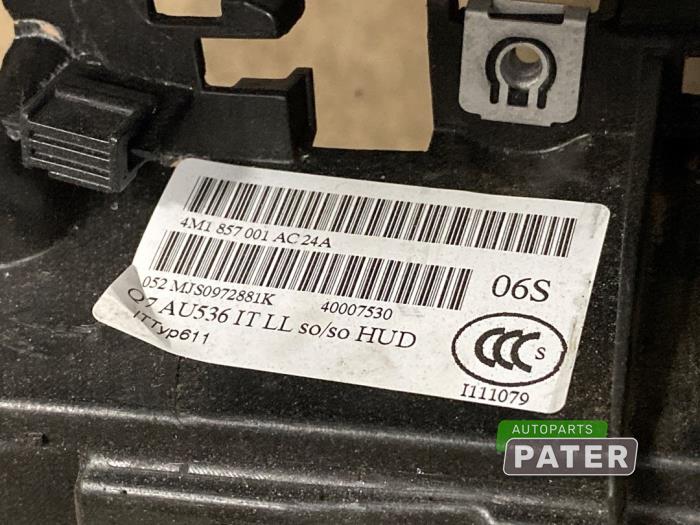 4M1 857 001 AC 24A
052 MJS0972881K 40007530 06S
Q7 AU536 IT LL so/so HUD
ITTyp611
CCC S
I111079
AUTOPARTS
PATER